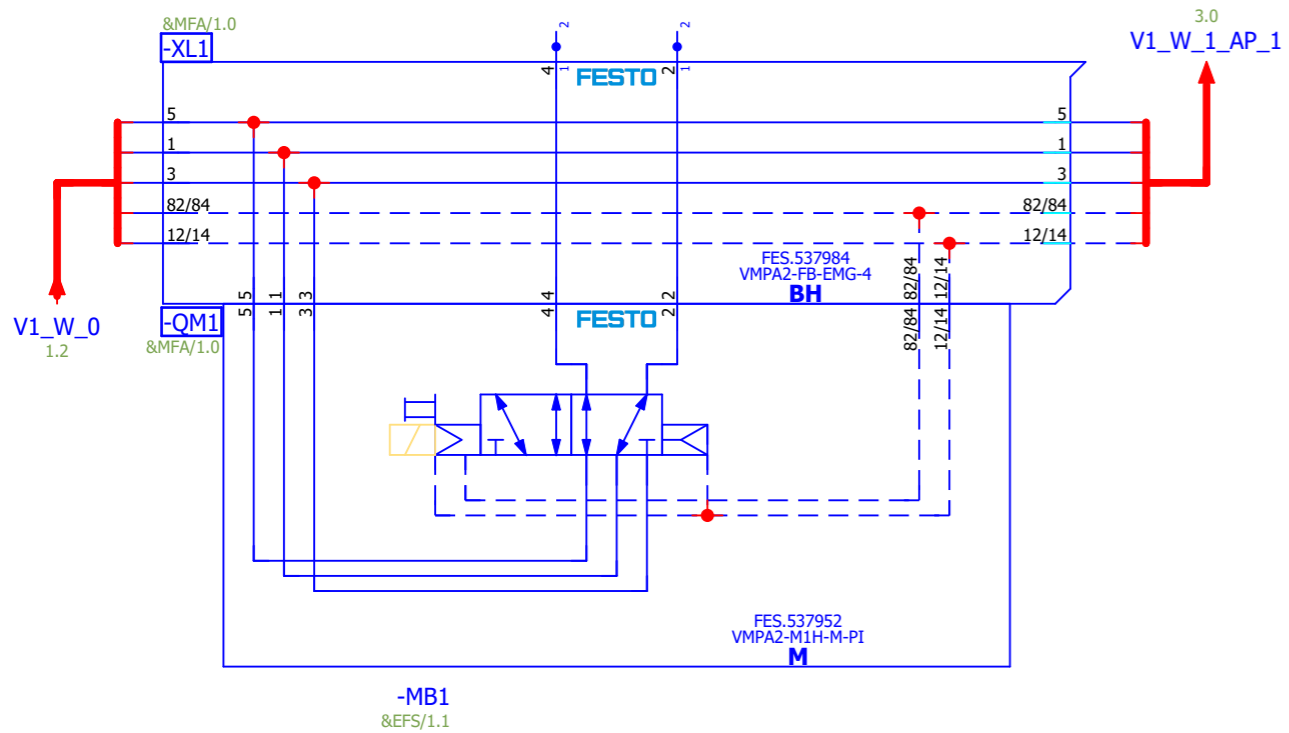 &MFA/1.0
-XL1
2
2
1
1
4
2
FESTO
3.0
V1_W_1_AP_1
5
5
1
1
3
3
82/84
82/84
12/14
12/14
FES.537984
VMPA2-FB-EMG-4
BH
82/84
12/14
5
1
3
4
2
V1_W_0
1.2
-QM1
&MFA/1.0
5
1
3
4
FESTO
2
82/84
12/14
FES.537952
VMPA2-M1H-M-PI
M
-MB1
&EFS/1.1